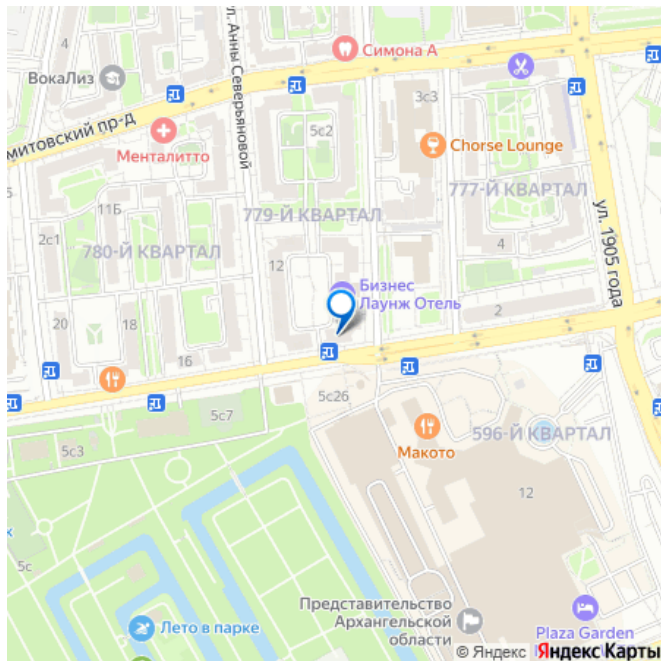 4
Симона А
ВокаЛиз
ул. Анны Северьяновой
3с3
5с2
митовский пр-д
Менталитто
Chorse Lounge
777-Й КВАРТАЛ
11Б
779-Й КВАРТАЛ
2с1
780-Й КВАРТАЛ
4
ул. 1905 года
12
Бизнес
Лаунж Отель
2
20
18
16
5с26
5с7
5с3
Макото
596-Й КВАРТАЛ
12
к
5с
Лето в парке
Представительство
Архангельской
области
Plaza Garden
© Яндекс Яндекс Карты